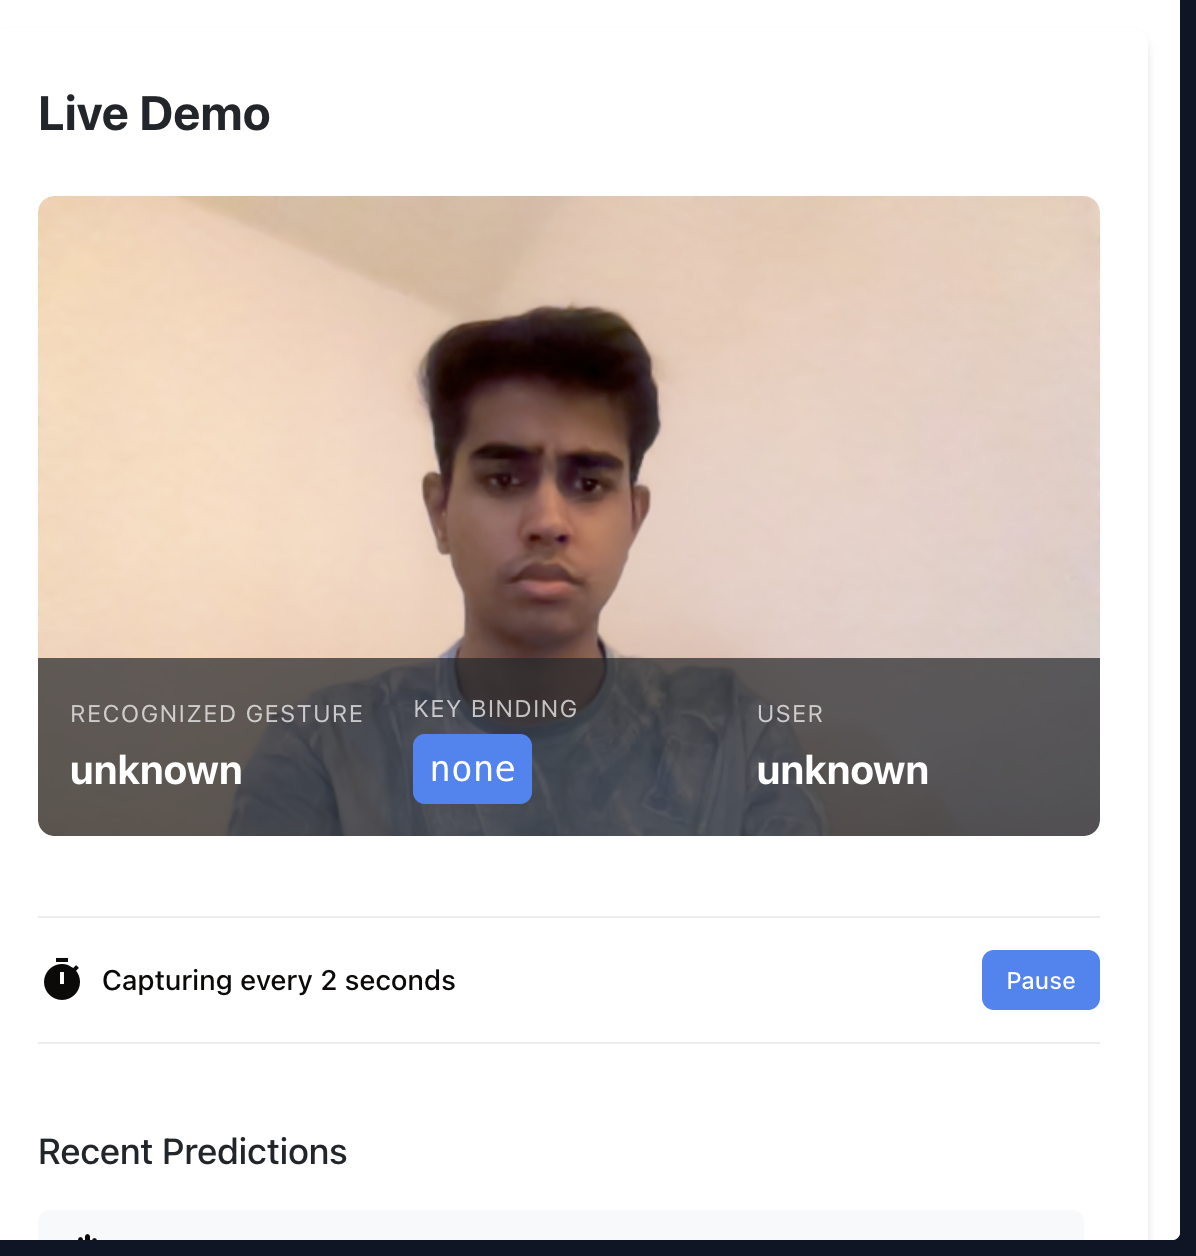 Live Demo
RECOGNIZED GESTURE
unknown
KEY BINDING
none
USER
unknown
Capturing every 2 seconds
Pause
Recent Predictions